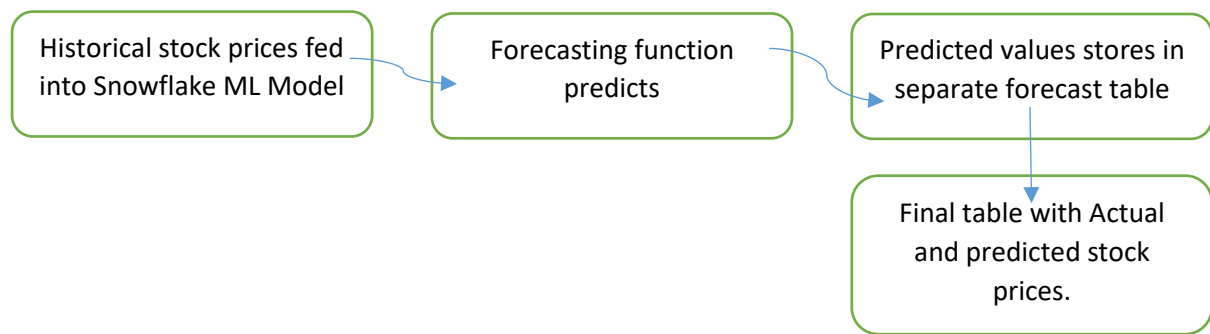 Historical stock prices fed
into Snowflake ML Model
Forecasting function
predicts
Predicted values stores in
separate forecast table
Final table with Actual
and predicted stock
prices.